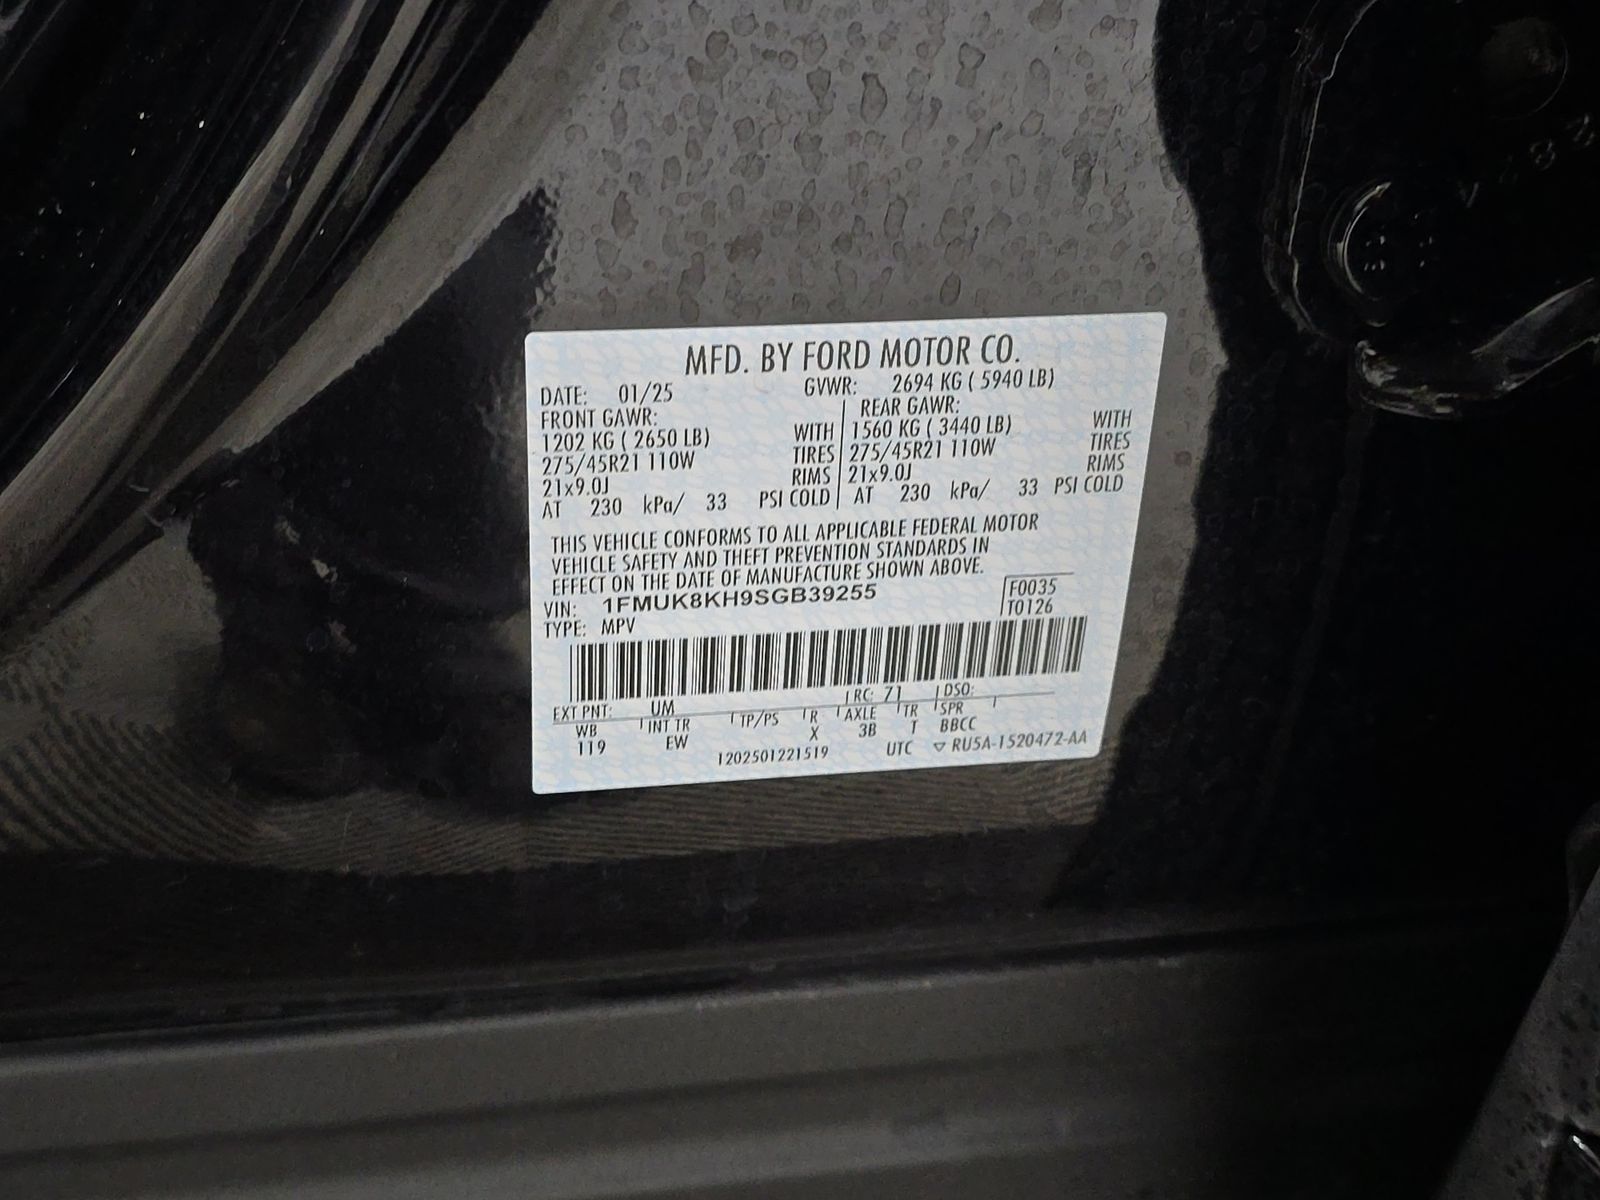 MFD. BY FORD MOTOR CO.
DATE: 01/25 GVWR: 2694 KG ( 5940 LB)
FRONT GAWR: REAR GAWR:
1202 KG ( 2650 LB) WITH 1560 KG ( 3440 LB) WITH
275/45R21 110W TIRES 275/45R21 110W TIRES
21x9.0J RIMS 21x9.0J RIMS
AT 230 kPa/ 33 PSI COLD AT 230 kPa/ 33 PSI COLD
THIS VEHICLE CONFORMS TO ALL APPLICABLE FEDERAL MOTOR
VEHICLE SAFETY AND THEFT PREVENTION STANDARDS IN
EFFECT ON THE DATE OF MANUFACTURE SHOWN ABOVE.
VIN: 1FMUK8KH9SGB39255 F0035
TYPE: MPV T0126
EXT PNT: UM RC: 71 DSO:
WB INT TR TP/PS R AXLE TR SPR
119 EW X 3B T BBCC
1202501221519 UTC ▽ RU5A-1520472-AA